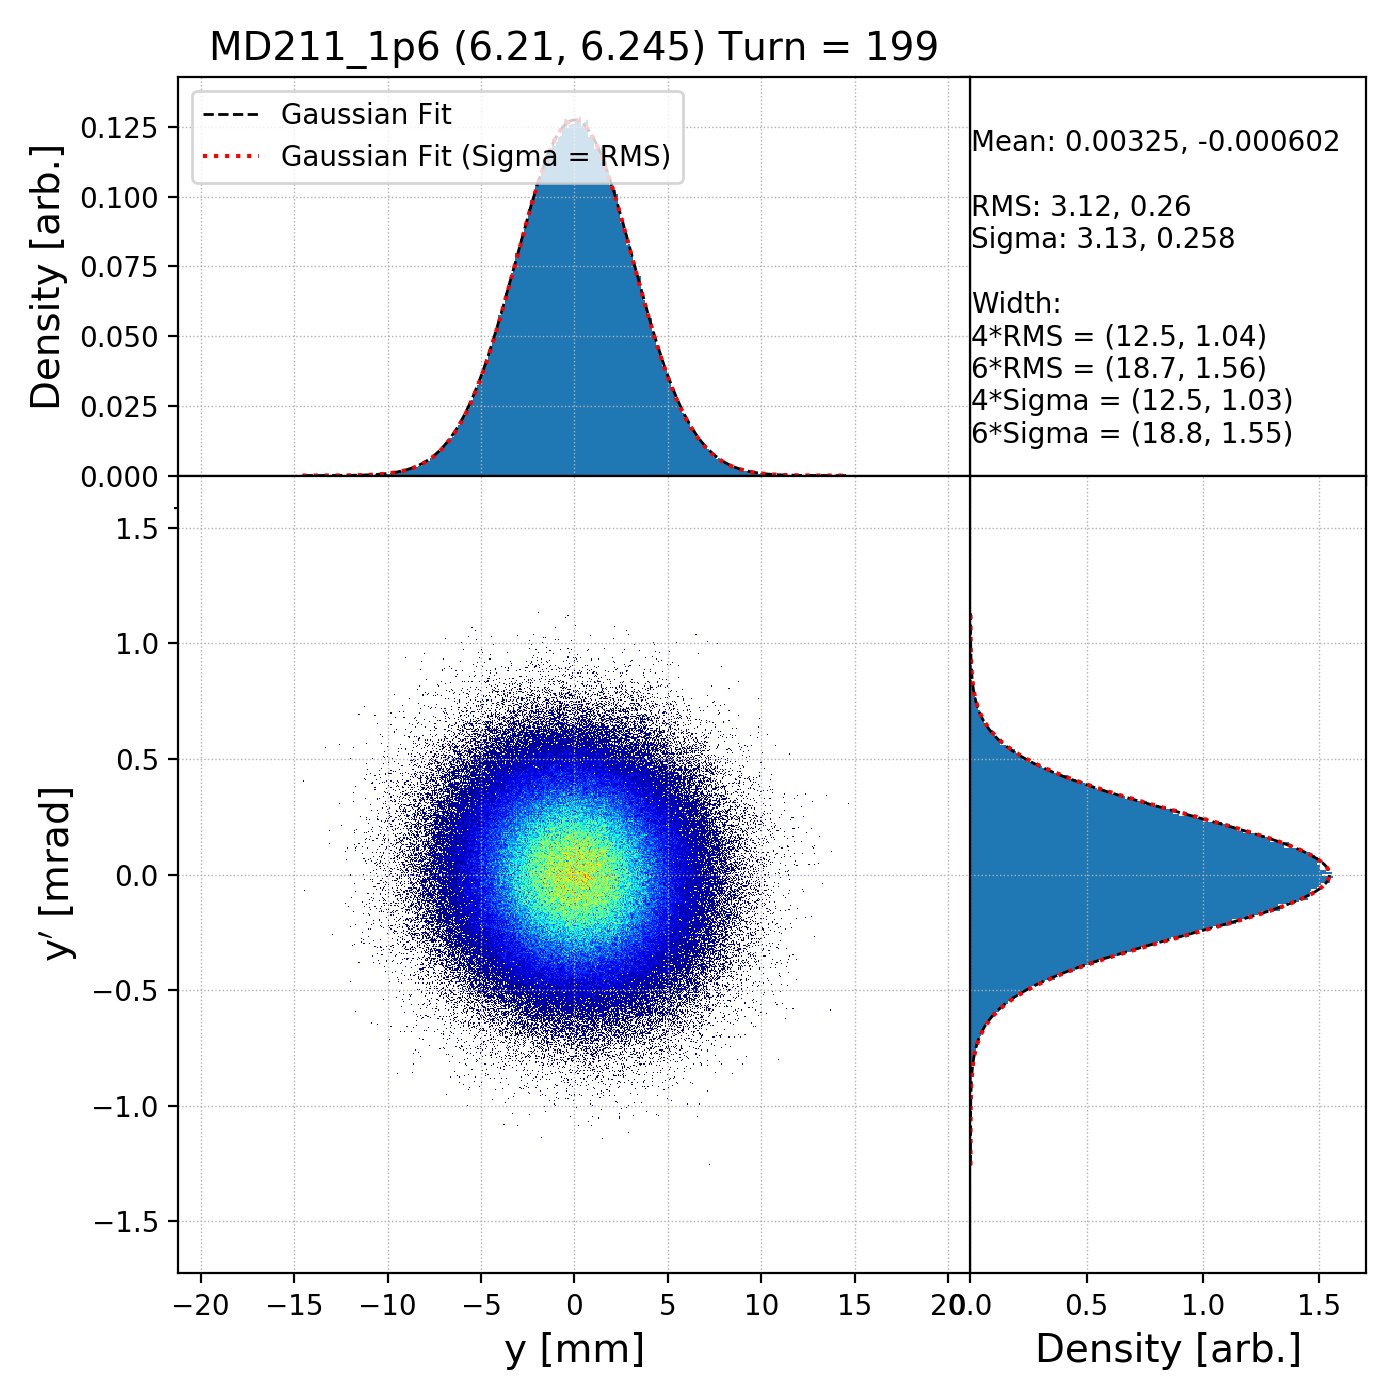 MD211_1p6 (6.21, 6.245) Turn = 199
Gaussian Fit
Gaussian Fit (Sigma = RMS)
Density [arb.]
0.125
0.100
0.075
0.050
0.025
0.000
Mean: 0.00325, -0.000602
RMS: 3.12, 0.26
Sigma: 3.13, 0.258
Width:
4*RMS = (12.5, 1.04)
6*RMS = (18.7, 1.56)
4*Sigma = (12.5, 1.03)
6*Sigma = (18.8, 1.55)
y′ [mrad]
1.5
1.0
0.5
0.0
−0.5
−1.0
−1.5
−20 −15 −10 −5 0 5 10 15 20
y [mm]
0.0 0.5 1.0 1.5
Density [arb.]